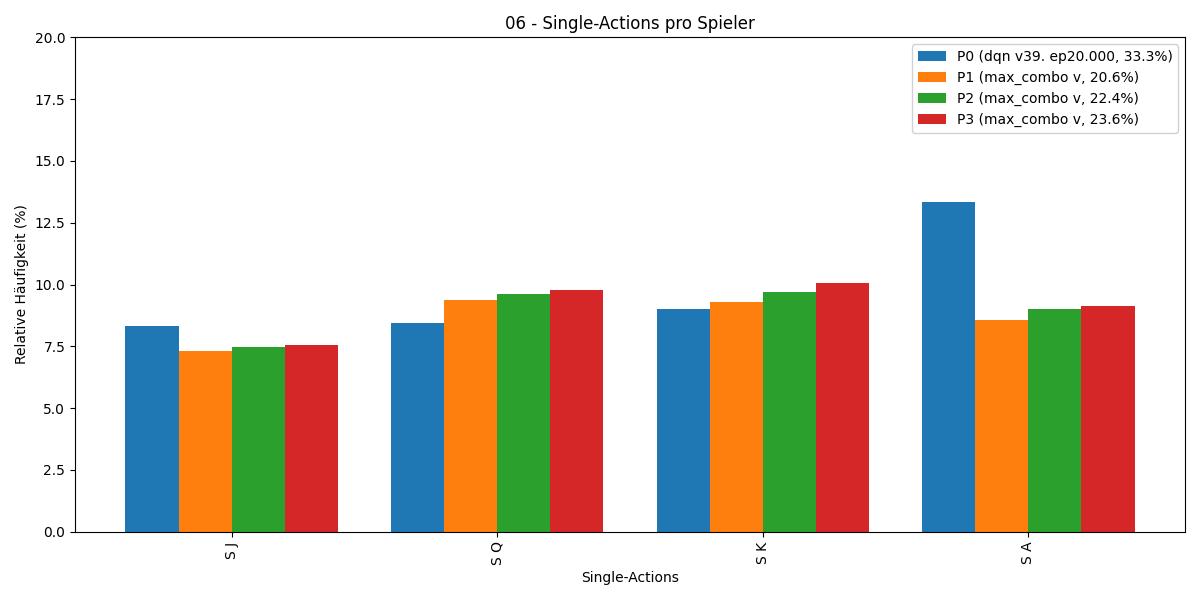 06 - Single-Actions pro Spieler
20.0
17.5
15.0
12.5
10.0
7.5
5.0
2.5
0.0
Relative Häufigkeit (%)
P0 (dqn v39. ep20.000, 33.3%)
P1 (max_combo v, 20.6%)
P2 (max_combo v, 22.4%)
P3 (max_combo v, 23.6%)
S J
S Q
S K
S A
Single-Actions